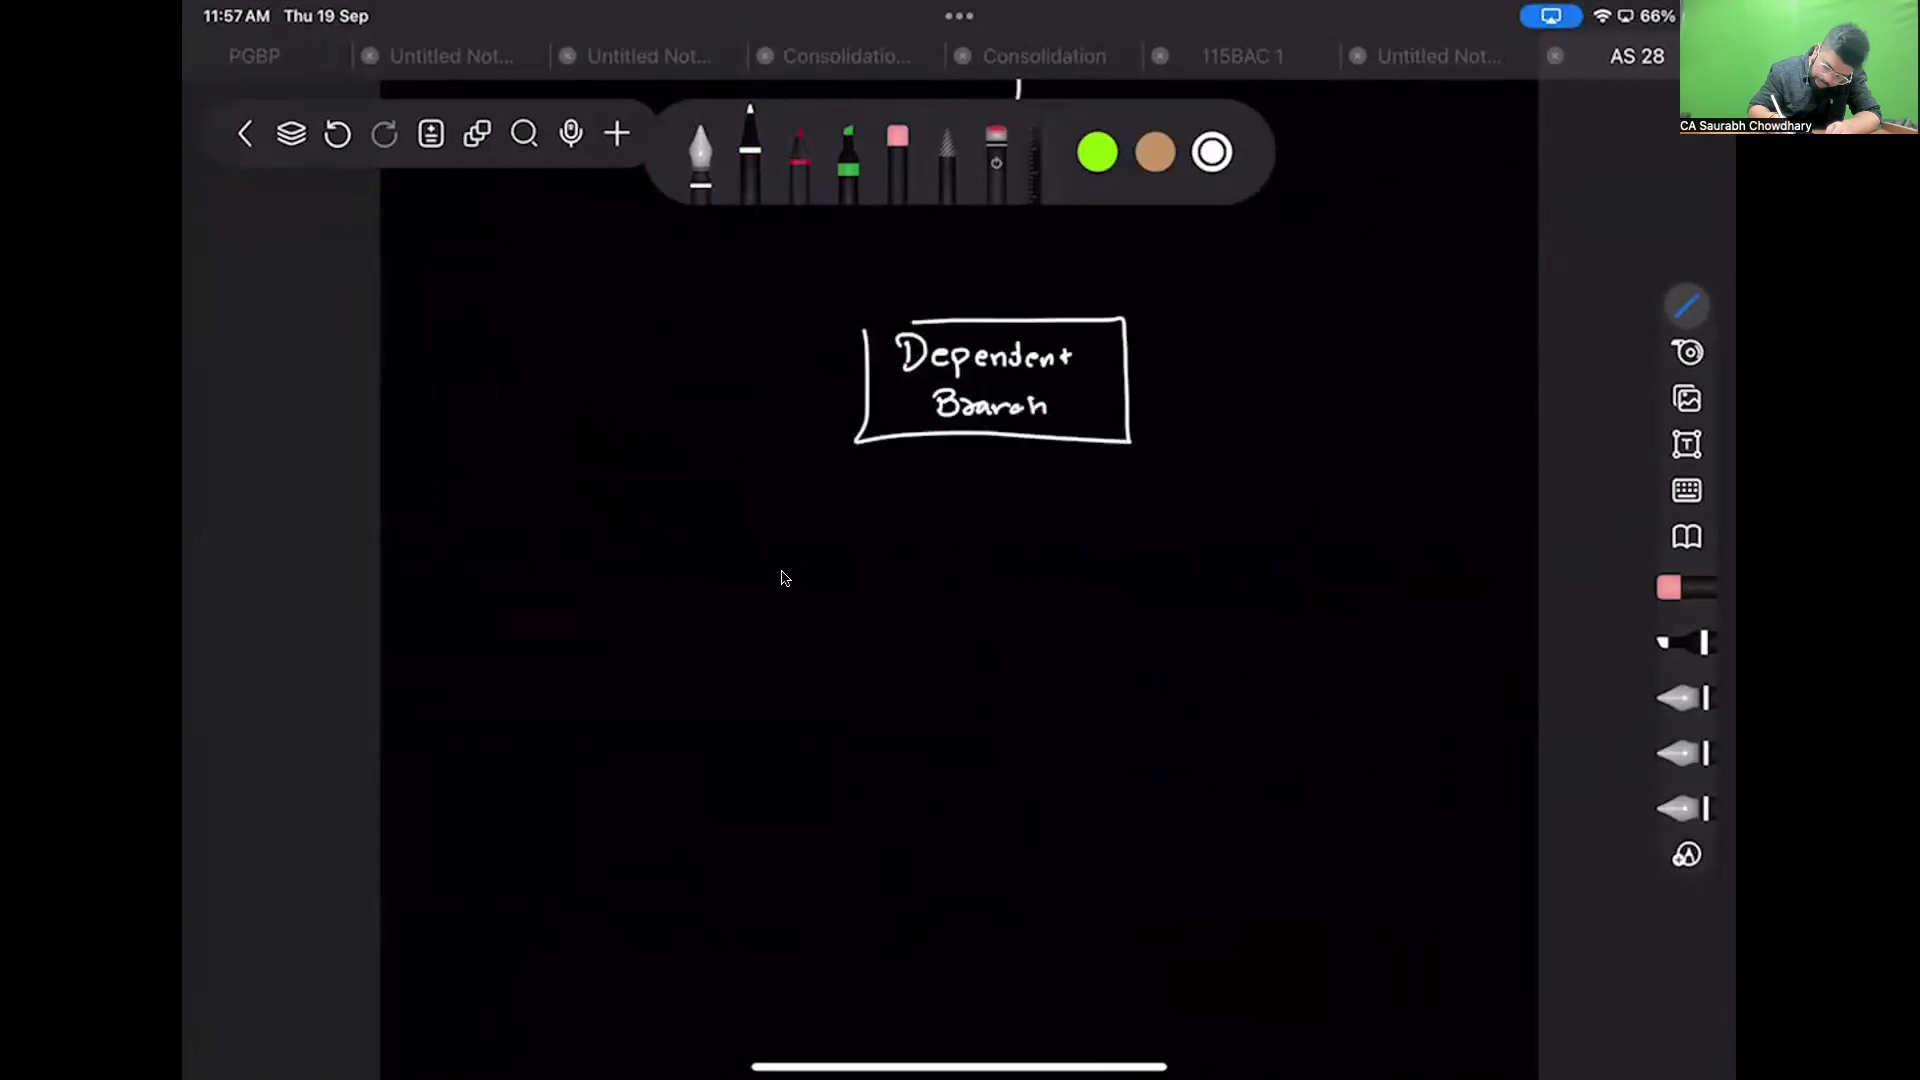 11:57 AM Thu 19 Sep
66%
PGBP
Untitled Not...
Untitled Not...
Consolidatio...
Consolidation
115BAC 1
Untitled Not...
AS 28
CA Saurabh Chowdhary
Dependent
Branch